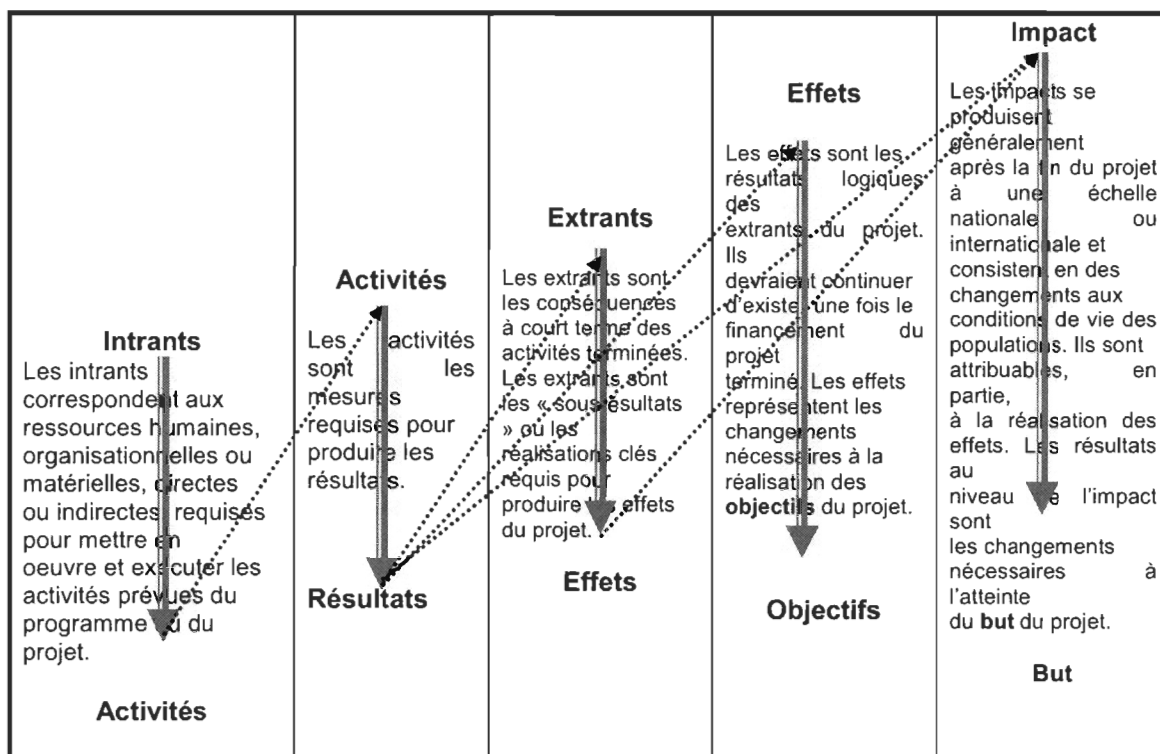 Intrants
Les intrants
correspondent aux
ressources humaines,
organisationnelles ou
matérielles, directes
ou indirectes, requises
pour mettre en
oeuvre et exécuter les
activités prévues du
programme ou du
projet.
Activités
Activités
Les activités
sont les
mesures
requises pour
produire les
résultats.
Résultats
Extrants
Les extrants sont
les conséquences
à court terme des
activités terminées.
Les extrants sont
les « sous résultats
» ou les
réalisations clés
requis pour
produire les effets
du projet.
Effets
Effets
Les effets sont les
résultats logiques
des
extrants du projet.
Ils
devraient continuer
d'exister une fois le
financement du
projet
terminé. Les effets
représentent les
changements
nécessaires à la
réalisation des
objectifs du projet.
Objectifs
Impact
Les impacts se
produisent
généralement
après la fin du projet
à une échelle
nationale ou
internationale et
consistent en des
changements aux
conditions de vie des
populations. Ils sont
attribuables, en
partie,
à la réalisation des
effets. Les résultats
au
niveau de l'impact
sont
les changements
nécessaires à
l'atteinte
du but du projet.
But